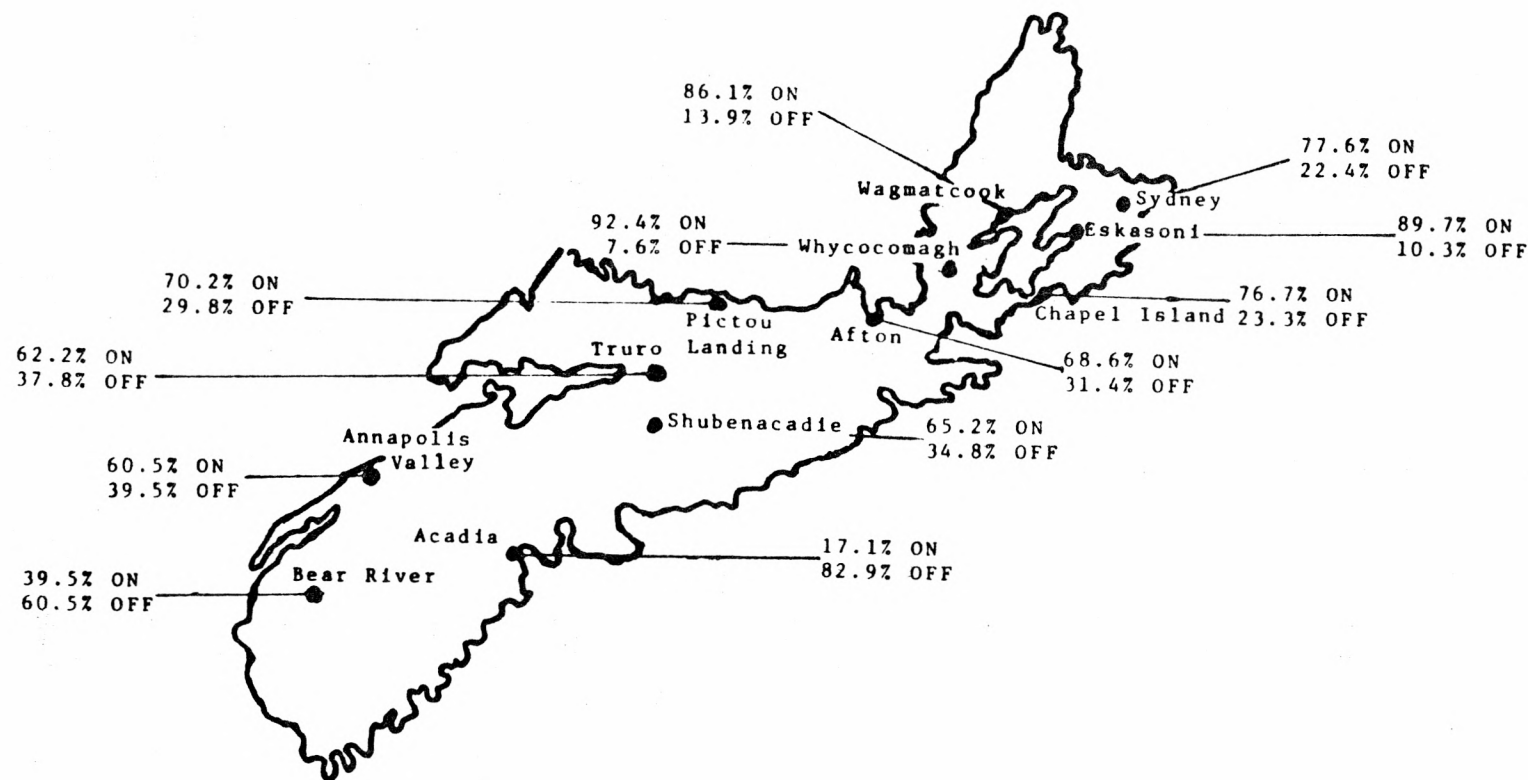 86.1% ON
13.9% OFF
77.6% ON
22.4% OFF
Wagmatcook
Sydney
92.4% ON
7.6% OFF
Whycocomagh
Eskasoni
89.7% ON
10.3% OFF
70.2% ON
29.8% OFF
Pictou
Landing
Afton
Chapel Island
76.7% ON
23.3% OFF
62.2% ON
37.8% OFF
Truro
68.6% ON
31.4% OFF
Shubenacadie
65.2% ON
34.8% OFF
Annapolis
Valley
60.5% ON
39.5% OFF
Acadia
17.1% ON
82.9% OFF
Bear River
39.5% ON
60.5% OFF